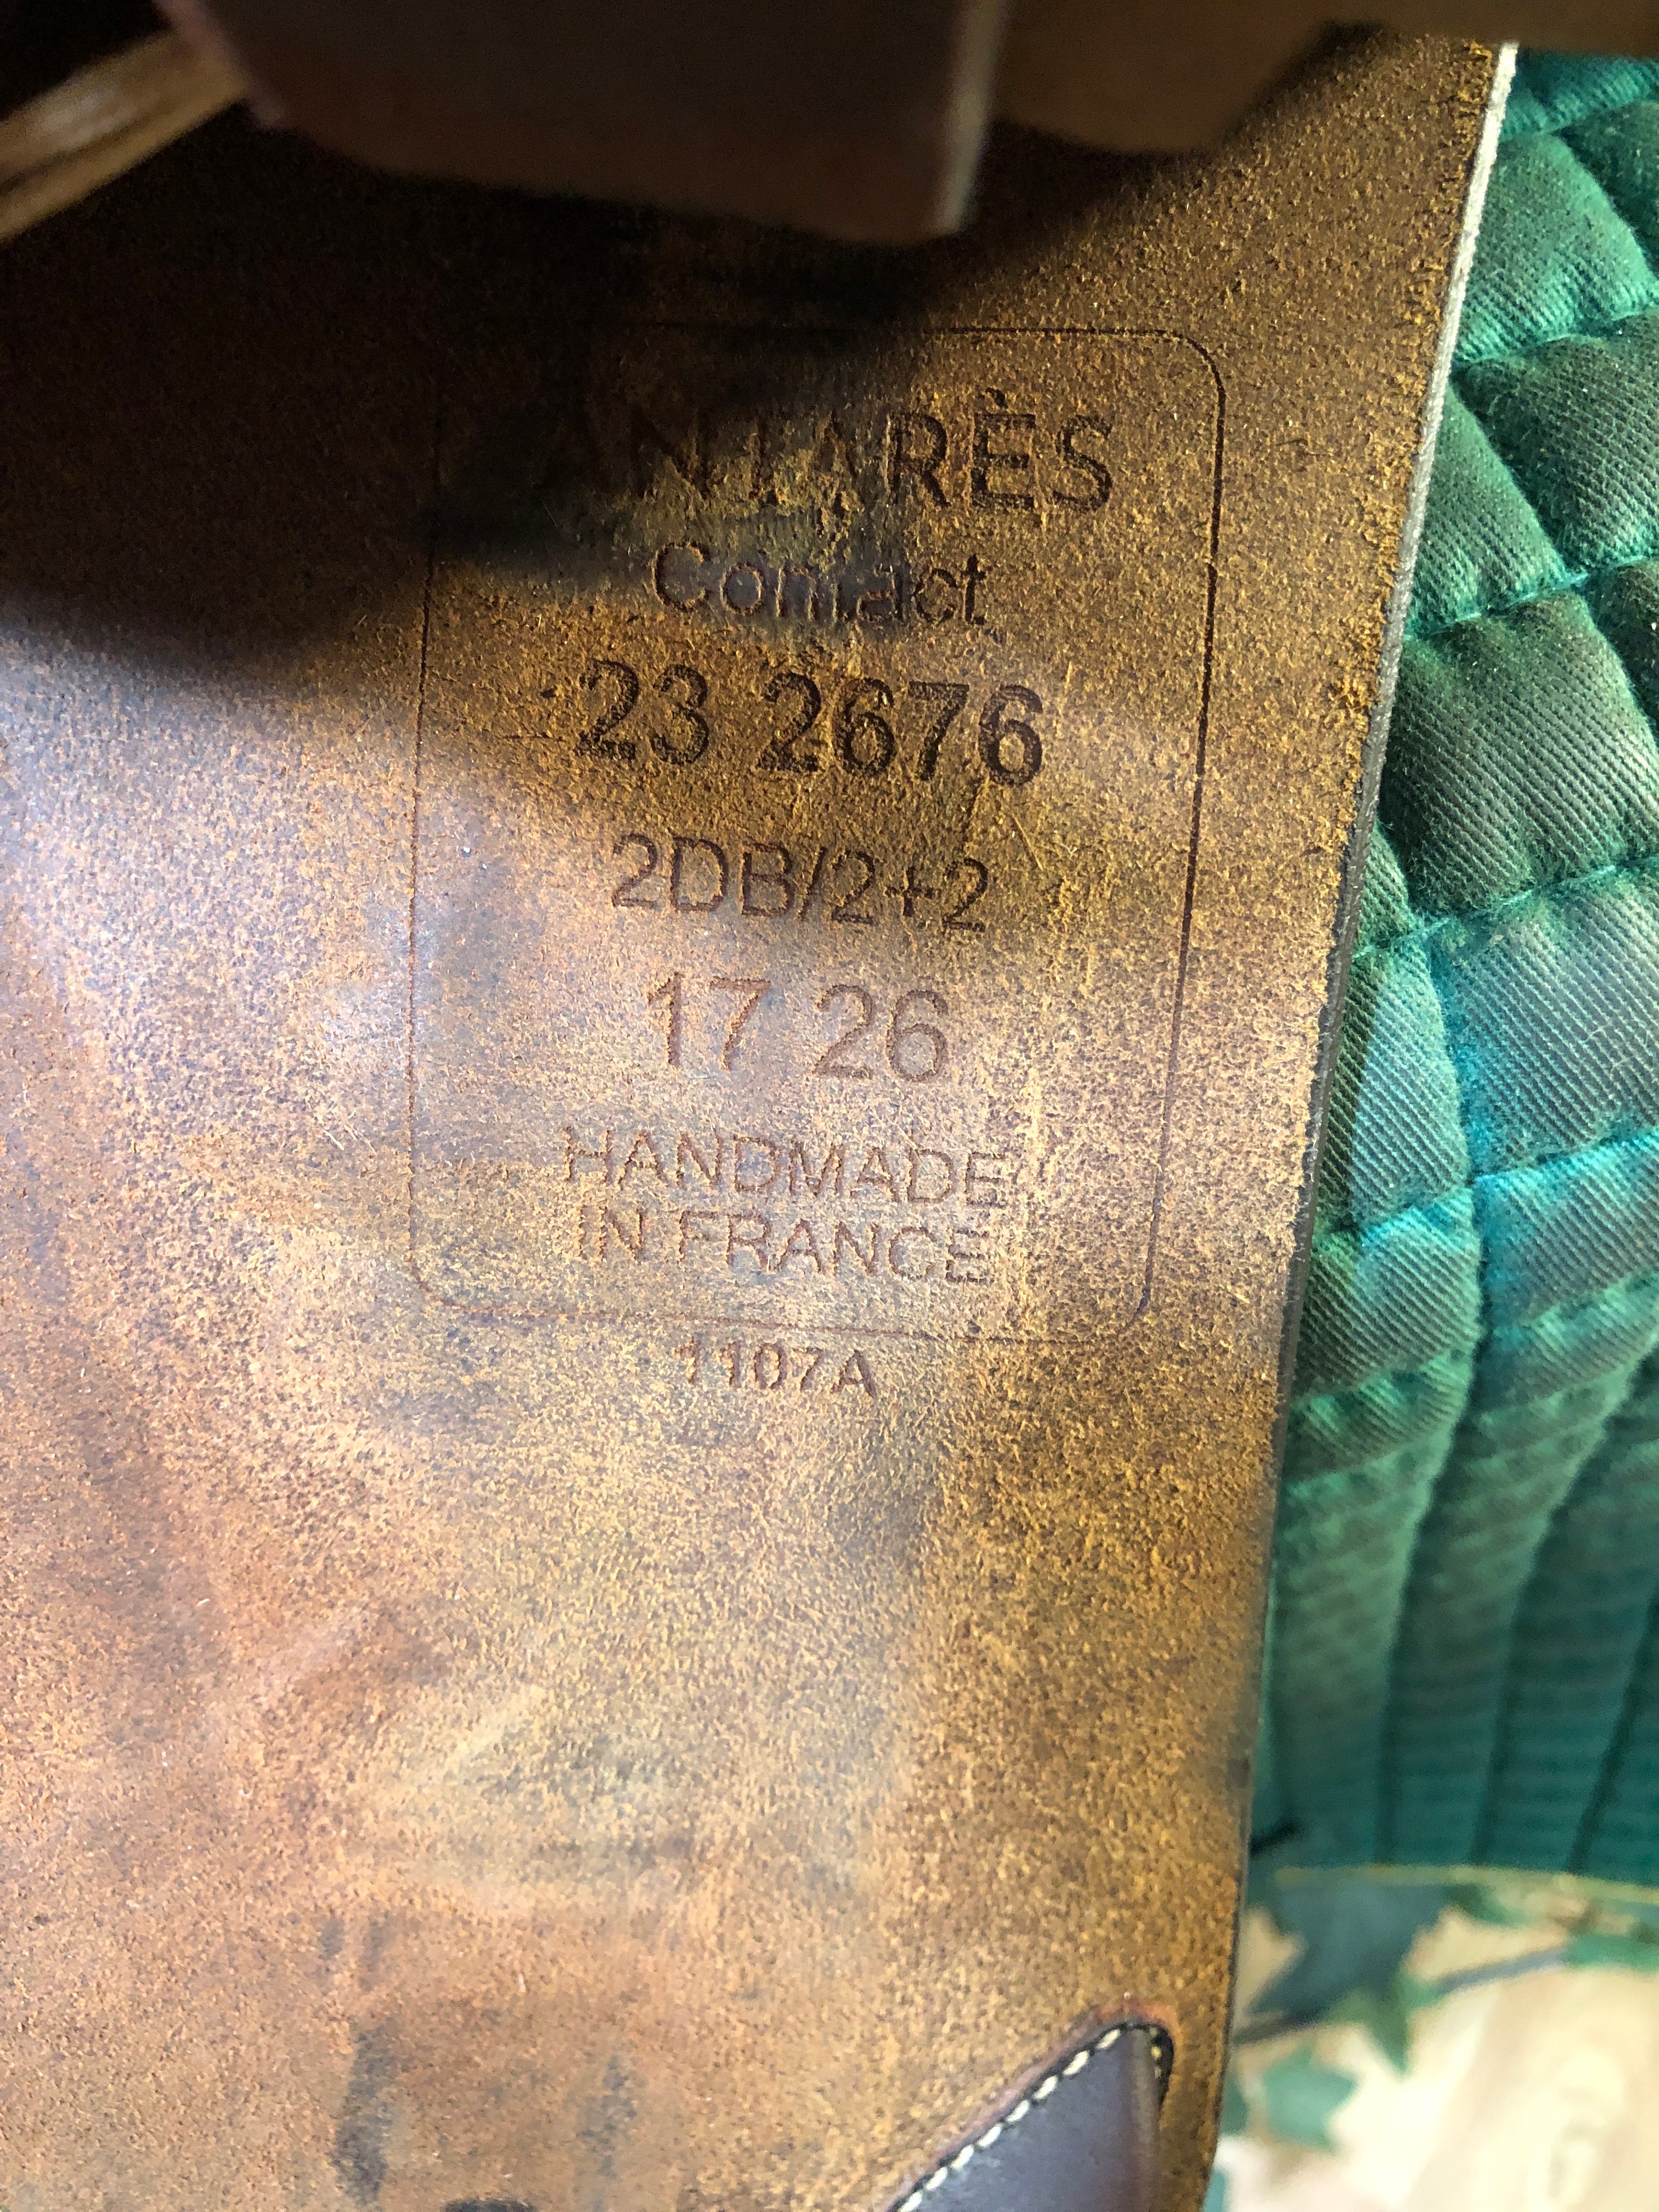 ANTARÈS
Contact
23 2676
2DB/2+2
17 26
HANDMADE
IN FRANCE
1107A